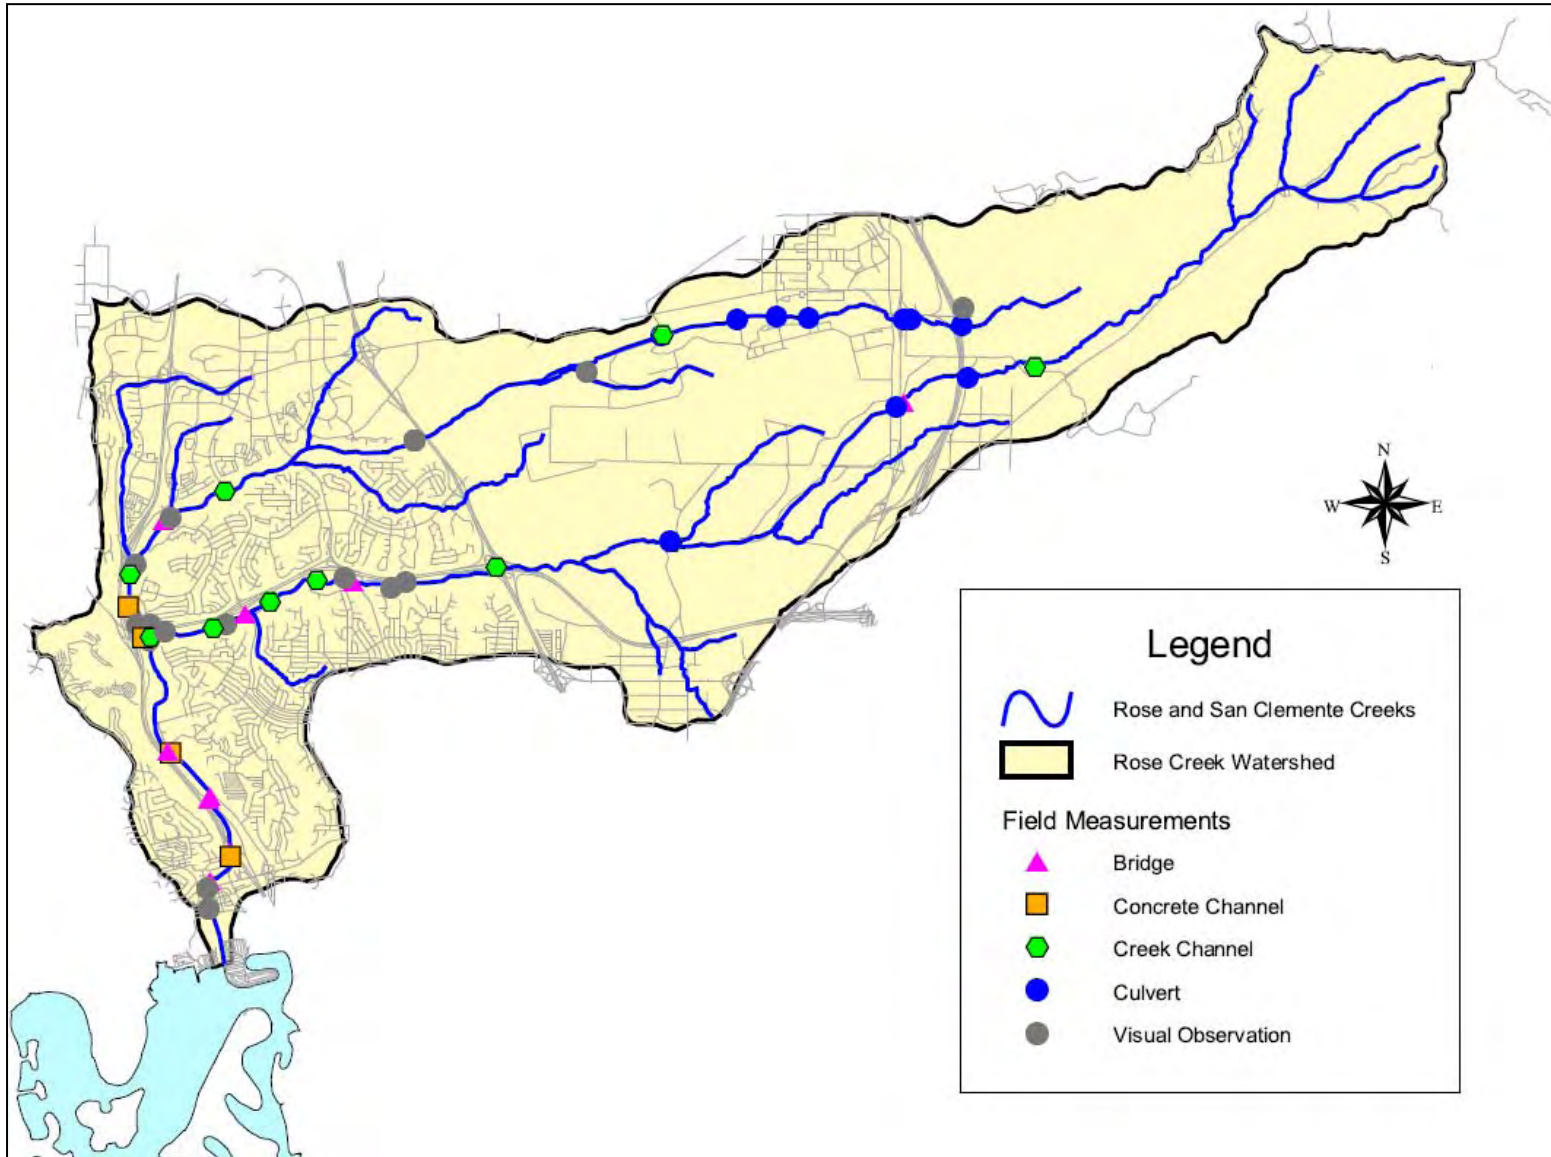 N
W E
S
Legend
Rose and San Clemente Creeks
Rose Creek Watershed
Field Measurements
Bridge
Concrete Channel
Creek Channel
Culvert
Visual Observation